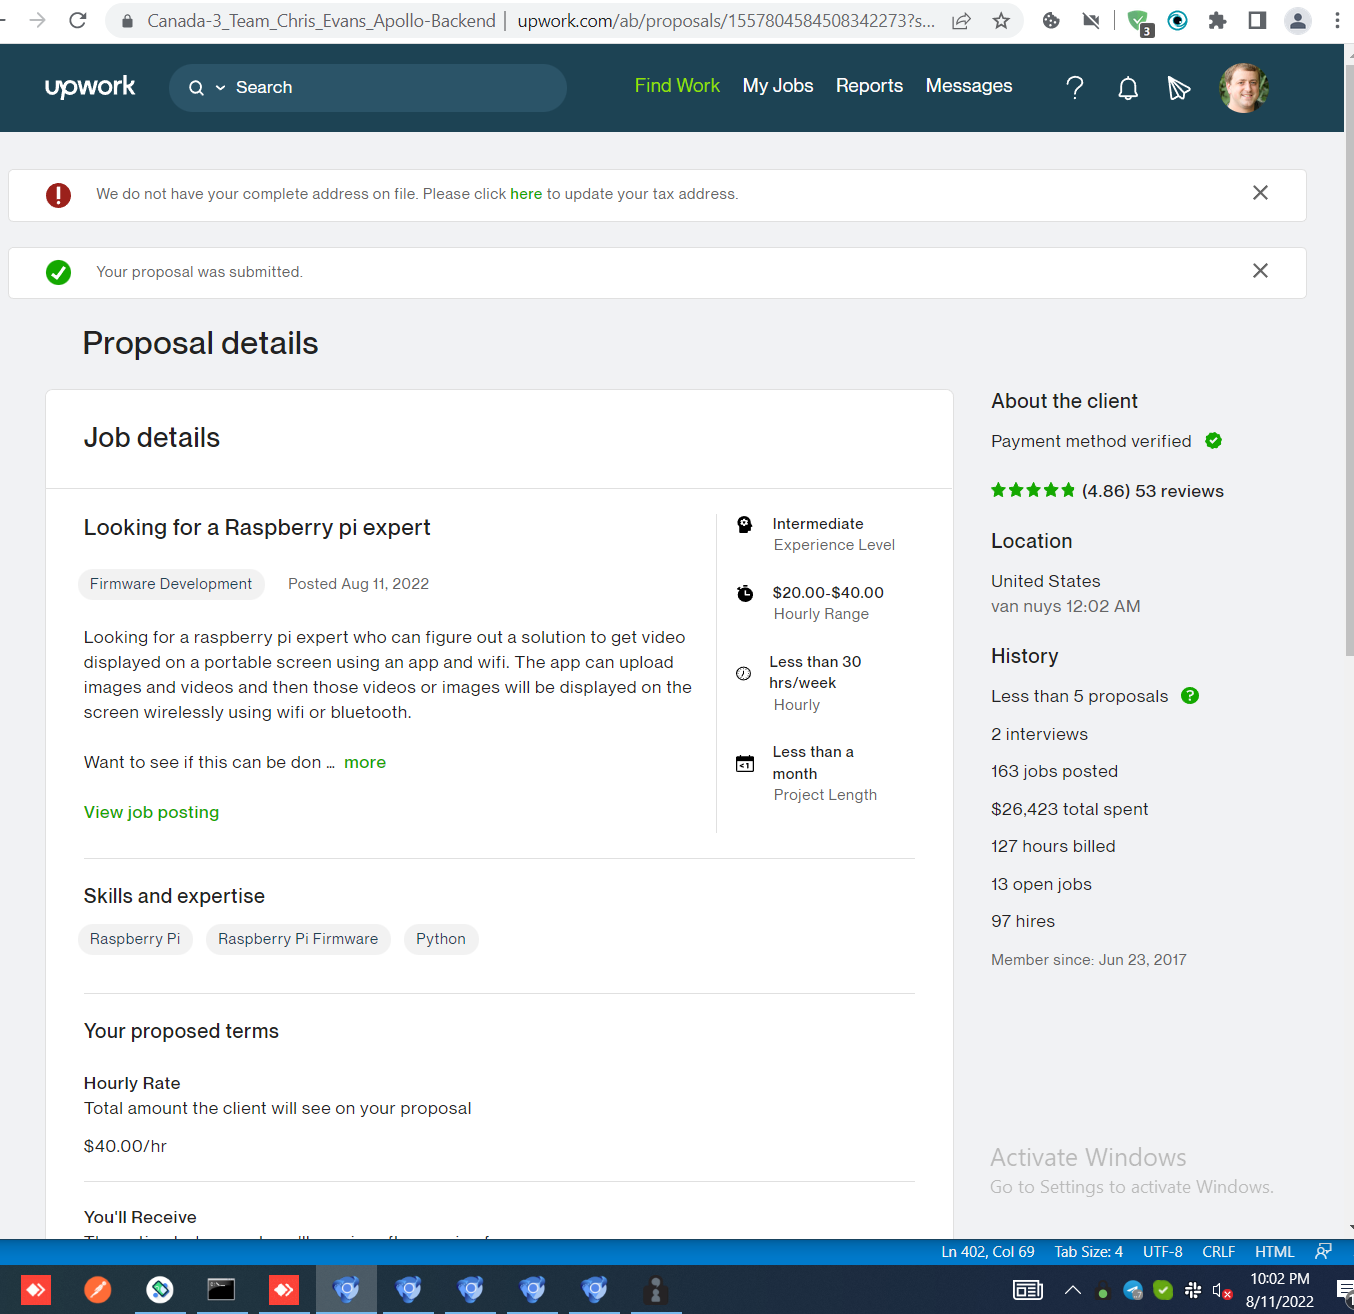 Canada-3_Team_Chris_Evans_Apollo-Backend | upwork.com/ab/proposals/1557804584508342273?s...
3
upwork
Search
Find Work
My Jobs
Reports
Messages
We do not have your complete address on file. Please click here to update your tax address.
Your proposal was submitted.
Proposal details
Job details
Looking for a Raspberry pi expert
Firmware Development
Posted Aug 11, 2022
Looking for a raspberry pi expert who can figure out a solution to get video
displayed on a portable screen using an app and wifi. The app can upload
images and videos and then those videos or images will be displayed on the
screen wirelessly using wifi or bluetooth.
Want to see if this can be don ... more
View job posting
Intermediate
Experience Level
$20.00-$40.00
Hourly Range
Less than 30
hrs/week
Hourly
Less than a
month
Project Length
Skills and expertise
Raspberry Pi
Raspberry Pi Firmware
Python
Your proposed terms
Hourly Rate
Total amount the client will see on your proposal
$40.00/hr
You'll Receive
About the client
Payment method verified
(4.86) 53 reviews
Location
United States
van nuys 12:02 AM
History
Less than 5 proposals
2 interviews
163 jobs posted
$26,423 total spent
127 hours billed
13 open jobs
97 hires
Member since: Jun 23, 2017
Activate Windows
Go to Settings to activate Windows.
Ln 402, Col 69
Tab Size: 4
UTF-8
CRLF
HTML
10:02 PM
8/11/2022